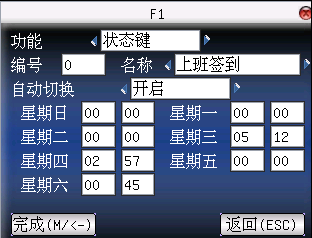 F1
功能 状态键
编号 0 名称 上班签到
自动切换 开启
星期日 00 00 星期一 00 00
星期二 00 00 星期三 05 12
星期四 02 57 星期五 00 00
星期六 00 45
完成(M/<-) 返回(ESC)